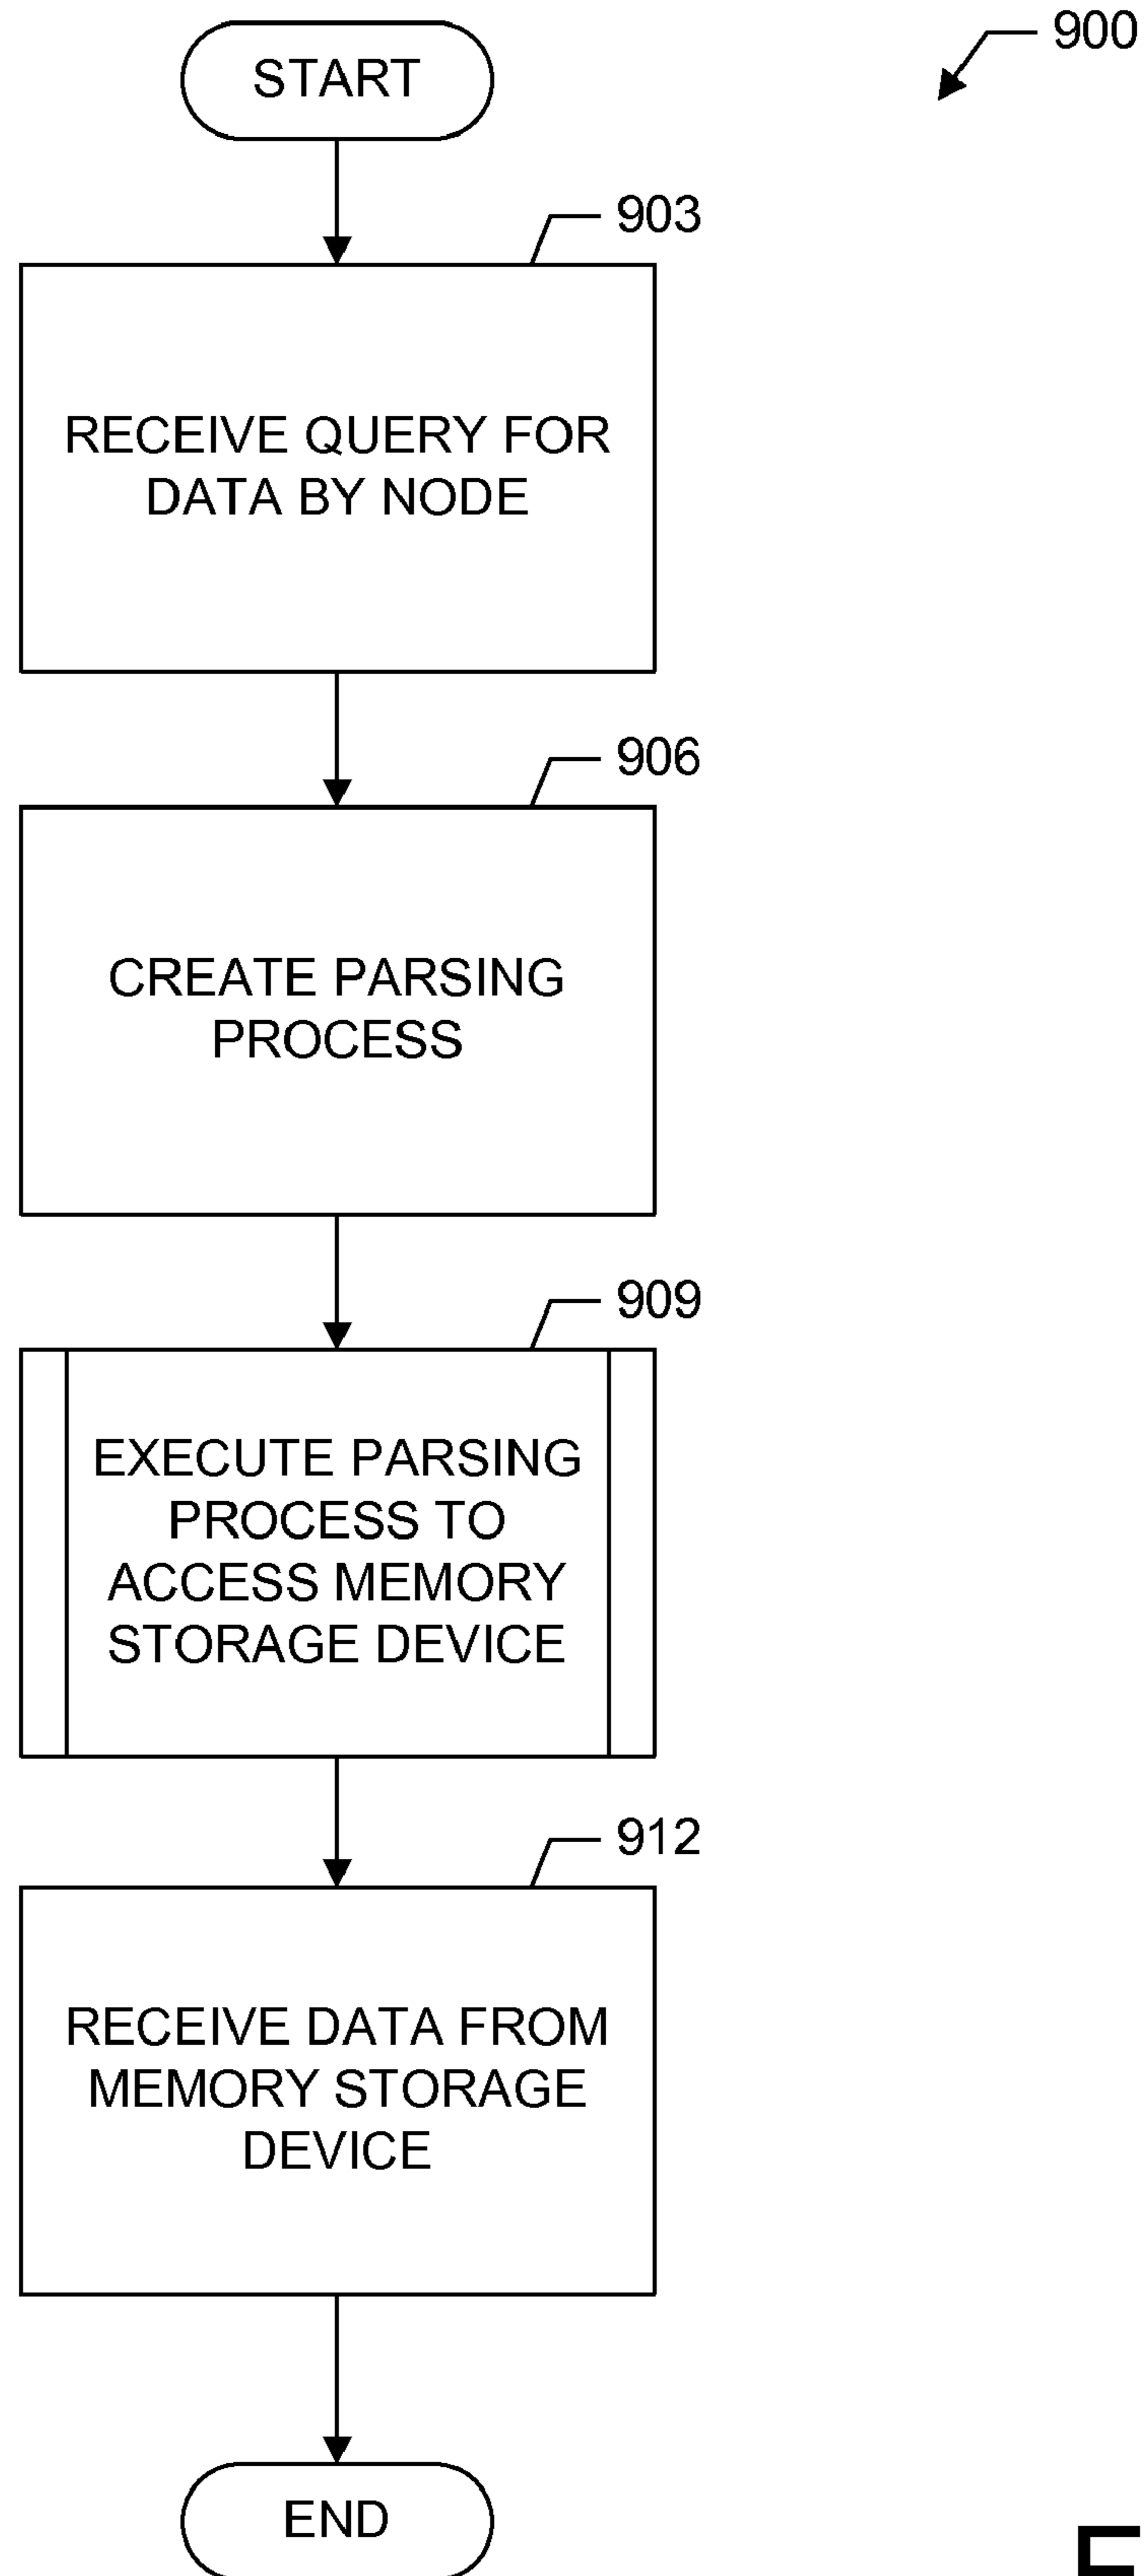 START
900
903
RECEIVE QUERY FOR
DATA BY NODE
906
CREATE PARSING
PROCESS
909
EXECUTE PARSING
PROCESS TO
ACCESS MEMORY
STORAGE DEVICE
912
RECEIVE DATA FROM
MEMORY STORAGE
DEVICE
END